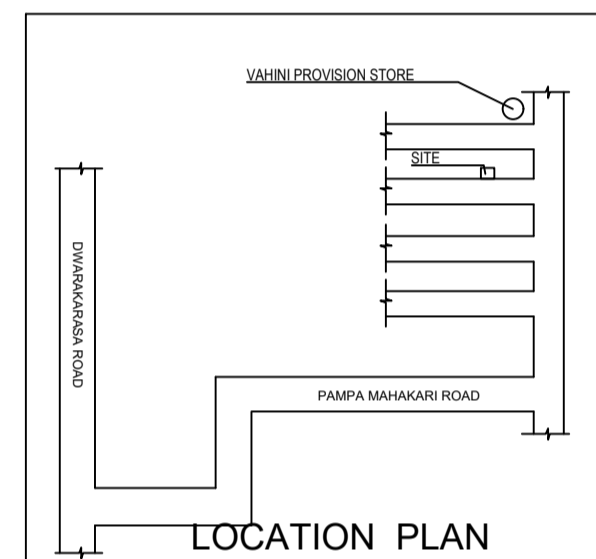 VAHINI PROVISION STORE
SITE
DWARAKARASA ROAD
PAMPA MAHAKARI ROAD
LOCATION PLAN